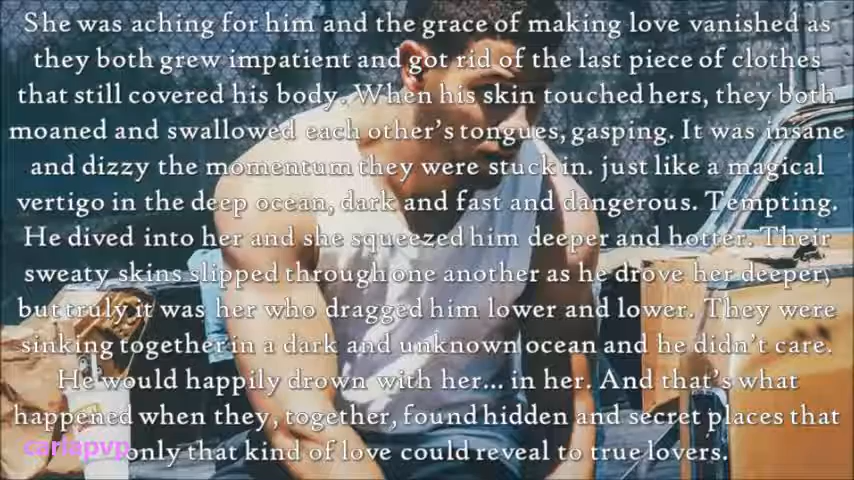 She was aching for him and the grace of making love vanished as
they both grew impatient and got rid of the last piece of clothes
that still covered his body. When his skin touched hers, they both
moaned and swallowed each other's tongues, gasping. It was insane
and dizzy the momentum they were stuck in. just like a magical
vertigo in the deep ocean, dark and fast and dangerous. Tempting.
He dived into her and she squeezed him deeper and hotter. Their
sweaty skins slipped through one another as he drove her deeper,
but truly it was her who dragged him lower and lower. They were
sinking together in a dark and unknown ocean and he didn't care.
He would happily drown with her... in her. And that's what
happened when they, together, found hidden and secret places that
only that kind of love could reveal to true lovers.
carlapvp